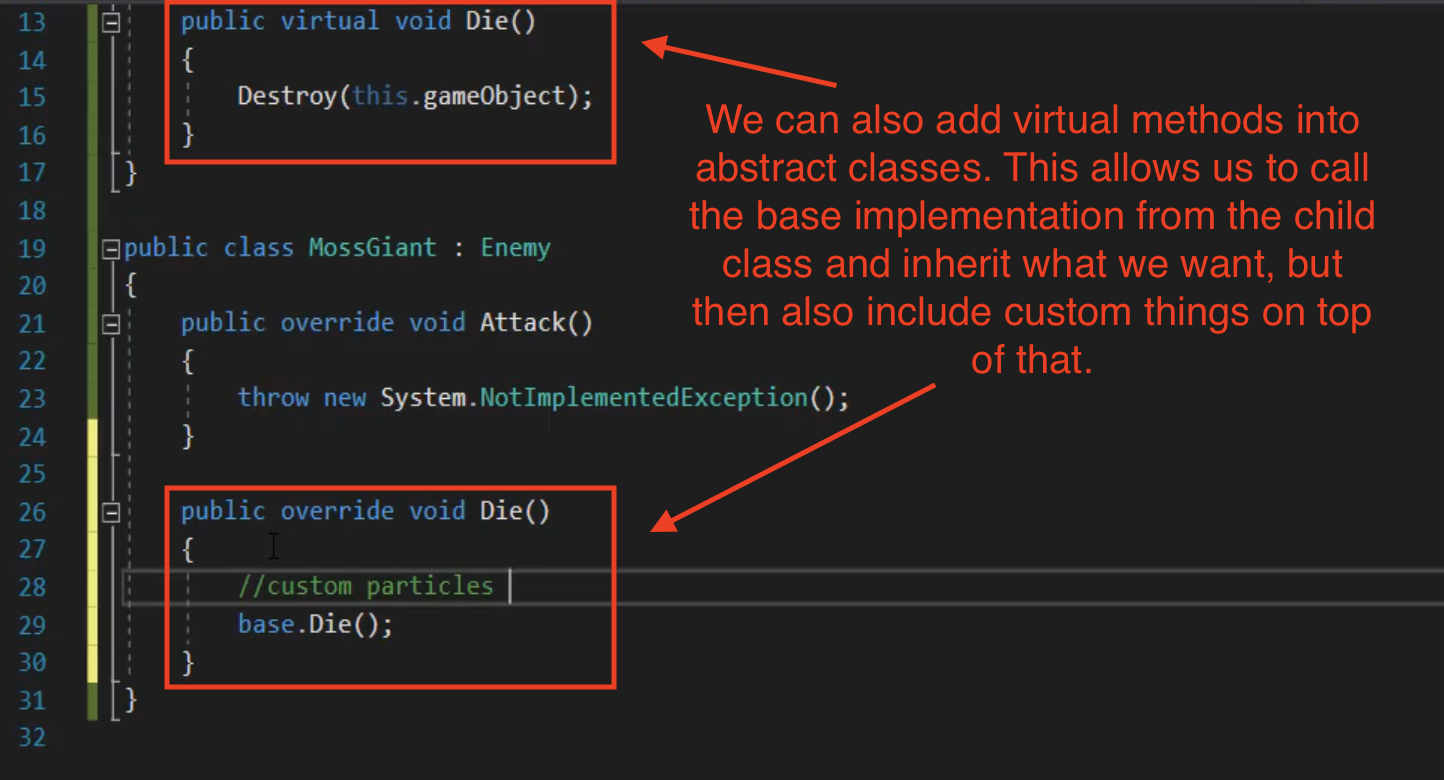 13 public virtual void Die()
14 {
15 Destroy(this.gameObject);
16 }
17 }
18
19 public class MossGiant : Enemy
20 {
21 public override void Attack()
22 {
23 throw new System.NotImplementedException();
24 }
25
26 public override void Die()
27 {
28 //custom particles
29 base.Die();
30 }
31 }
32
We can also add virtual methods into
abstract classes. This allows us to call
the base implementation from the child
class and inherit what we want, but
then also include custom things on top
of that.